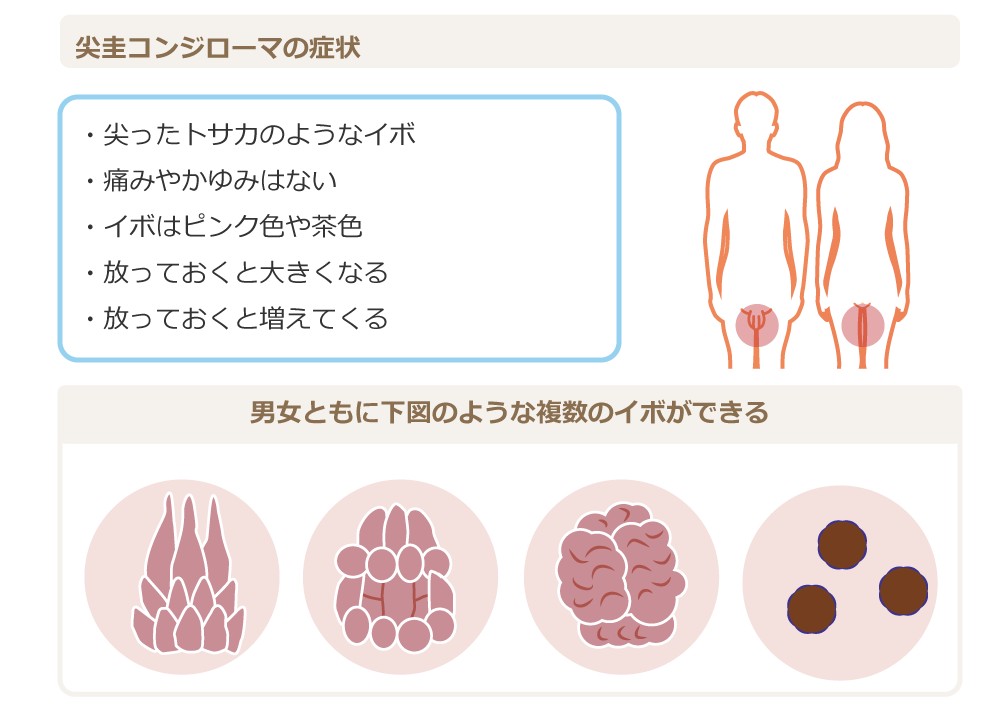 尖圭コンジローマの症状
・尖ったトサカのようなイボ
・痛みやかゆみはない
・イボはピンク色や茶色
・放っておくと大きくなる
・放っておくと増えてくる
男女ともに下図のような複数のイボができる